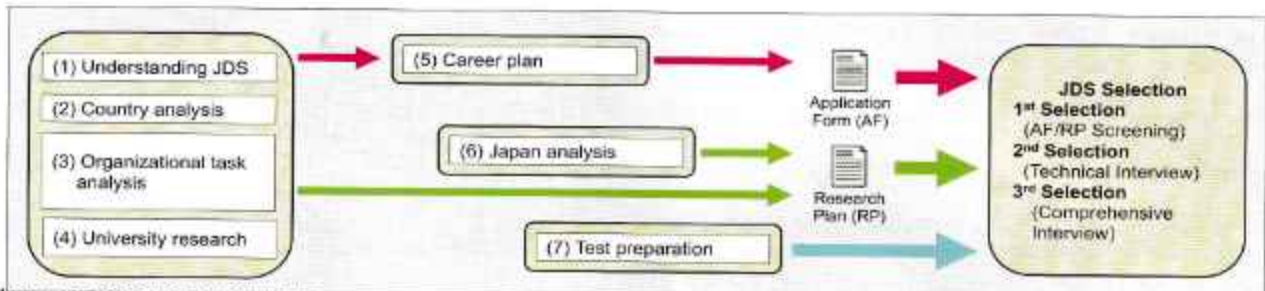 (1) Understanding JDS
(2) Country analysis
(3) Organizational task
analysis
(4) University research
(5) Career plan
(6) Japan analysis
(7) Test preparation
Application
Form (AF)
Research
Plan (RP)
JDS Selection
1st Selection
(AF/RP Screening)
2nd Selection
(Technical Interview)
3rd Selection
(Comprehensive
Interview)